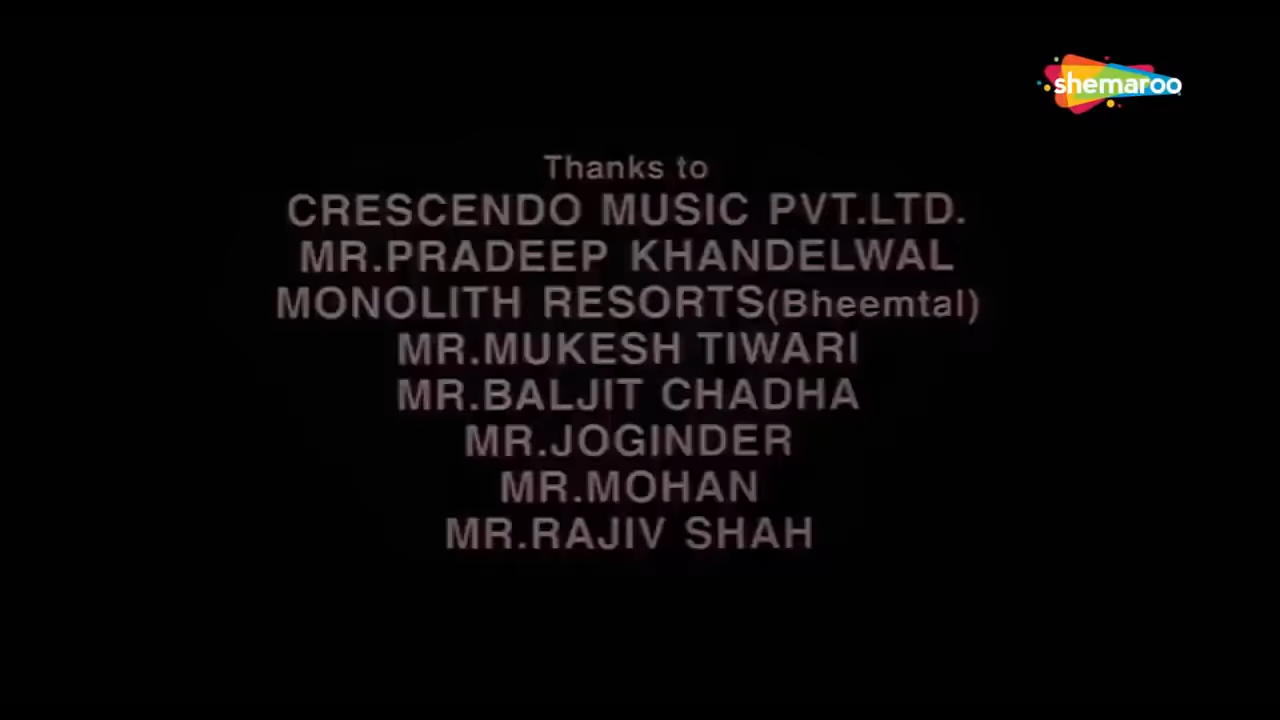 shemaroo
Thanks to
CRESCENDO MUSIC PVT.LTD.
MR.PRADEEP KHANDELWAL
MONOLITH RESORTS(Bheemtal)
MR.MUKESH TIWARI
MR.BALJIT CHADHA
MR.JOGINDER
MR.MOHAN
MR.RAJIV SHAH